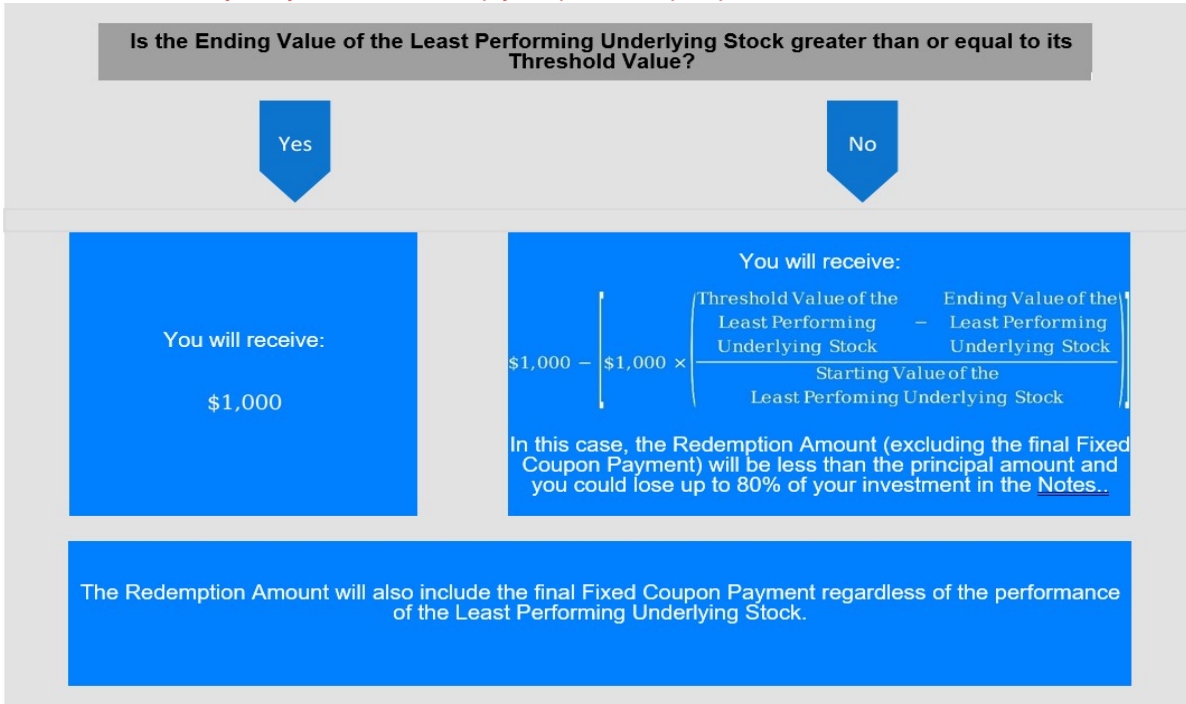 Is the Ending Value of the Least Performing Underlying Stock greater than or equal to its
Threshold Value?
Yes
No
You will receive:
$1,000
You will receive:
$1,000 − [$1,000 × (Threshold Value of the Least Performing Underlying Stock − Ending Value of the Least Performing Underlying Stock / Starting Value of the Least Perfoming Underlying Stock)]
In this case, the Redemption Amount (excluding the final Fixed
Coupon Payment) will be less than the principal amount and
you could lose up to 80% of your investment in the Notes..
The Redemption Amount will also include the final Fixed Coupon Payment regardless of the performance
of the Least Performing Underlying Stock.